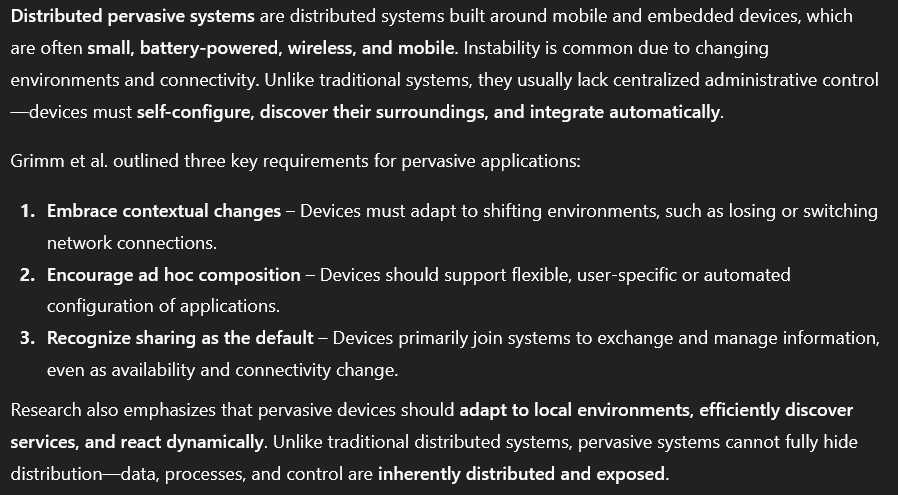 Distributed pervasive systems are distributed systems built around mobile and embedded devices, which
are often small, battery-powered, wireless, and mobile. Instability is common due to changing
environments and connectivity. Unlike traditional systems, they usually lack centralized administrative control
—devices must self-configure, discover their surroundings, and integrate automatically.
Grimm et al. outlined three key requirements for pervasive applications:
1. Embrace contextual changes – Devices must adapt to shifting environments, such as losing or switching
network connections.
2. Encourage ad hoc composition – Devices should support flexible, user-specific or automated
configuration of applications.
3. Recognize sharing as the default – Devices primarily join systems to exchange and manage information,
even as availability and connectivity change.
Research also emphasizes that pervasive devices should adapt to local environments, efficiently discover
services, and react dynamically. Unlike traditional distributed systems, pervasive systems cannot fully hide
distribution—data, processes, and control are inherently distributed and exposed.